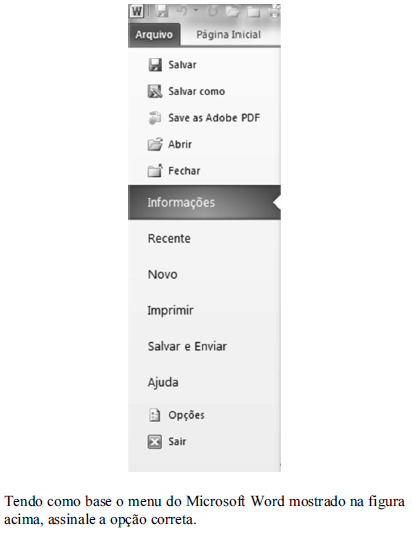 W
Arquivo Página Inicial
Salvar
Salvar como
Save as Adobe PDF
Abrir
Fechar
Informações
Recente
Novo
Imprimir
Salvar e Enviar
Ajuda
Opções
Sair
Tendo como base o menu do Microsoft Word mostrado na figura
acima, assinale a opção correta.